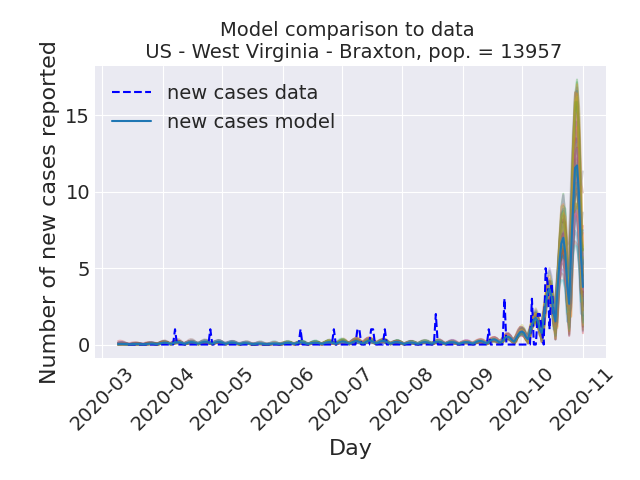 Model comparison to data
US - West Virginia - Braxton, pop. = 13957
new cases data
new cases model
Number of new cases reported
15
10
5
0
2020-03
2020-04
2020-05
2020-06
2020-07
2020-08
2020-09
2020-10
2020-11
Day